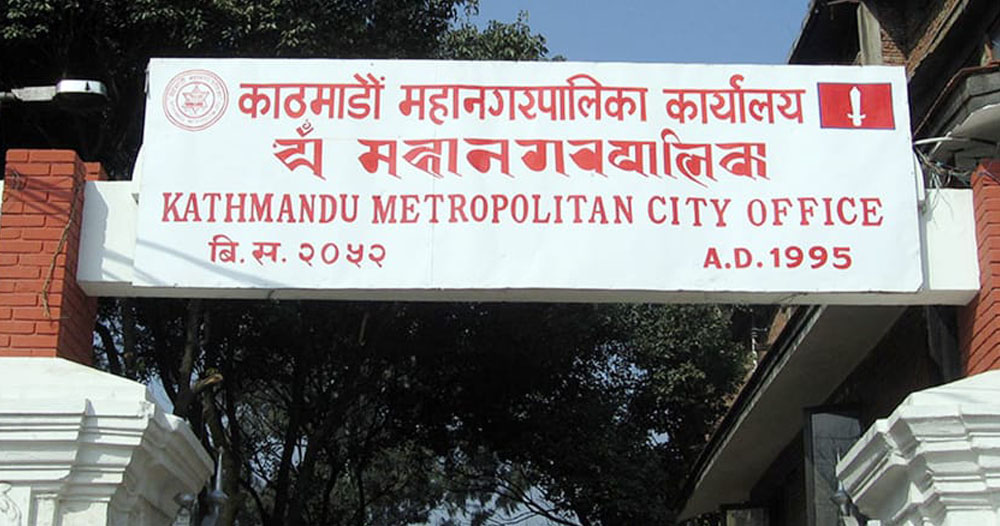 काठमाडौं महानगरपालिका कार्यालय
KATHMANDU METROPOLITAN CITY OFFICE
बि.स.२०५२
A.D.1995